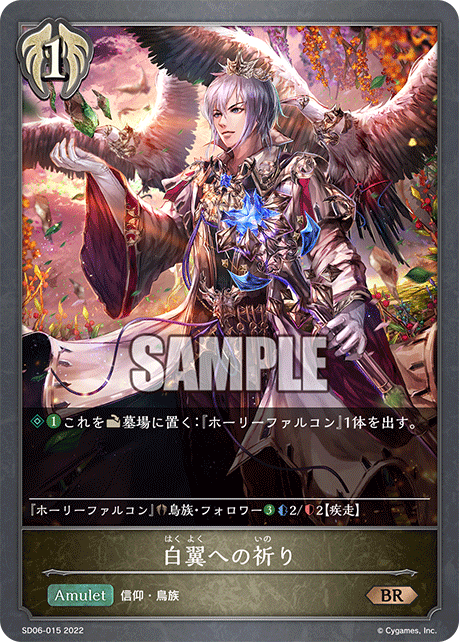 1
SAMPLE
1これを墓場に置く：『ホーリーファルコン』1体を出す。
『ホーリーファルコン』鳥族・フォロワー3 2/2【疾走】
はくよく いの
白翼への祈り
Amulet 信仰・鳥族 BR
SD06-015 2022 © Cygames, Inc.